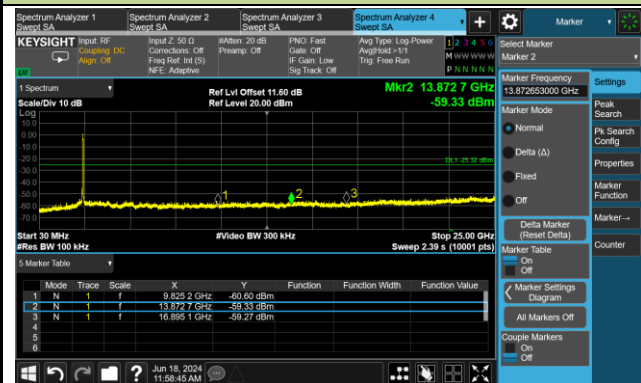 Spectrum Analyzer 1
Swept SA
Spectrum Analyzer 2
Swept SA
Spectrum Analyzer 3
Swept SA
Spectrum Analyzer 4
Swept SA
+
Marker
KEYSIGHT
Input: RF
Coupling: DC
Align: Off
Input Z: 50 Ω
Corrections: Off
Freq Ref: Int (S)
NFE: Adaptive
#Atten: 20 dB
Preamp: Off
PNO: Fast
Gate: Off
IF Gain: Low
Sig Track: Off
Avg Type: Log-Power
Avg|Hold:>1/1
Trig: Free Run
1 2 3 4 5 6
M W W W W W
P N N N N N
LXI
Select Marker
Marker 2
1 Spectrum
Scale/Div 10 dB
Ref Lvl Offset 11.60 dB
Ref Level 20.00 dBm
Mkr2 13.872 7 GHz
-59.33 dBm
Log
10.0
0.00
-10.0
-20.0
-30.0
-40.0
-50.0
-60.0
-70.0
DL1 -25.32 dBm
1
2
3
Start 30 MHz
#Res BW 100 kHz
#Video BW 300 kHz
Stop 25.00 GHz
Sweep 2.39 s (10001 pts)
5 Marker Table
Mode Trace Scale X Y Function Function Width Function Value
1 N 1 f 9.825 2 GHz -60.60 dBm
2 N 1 f 13.872 7 GHz -59.33 dBm
3 N 1 f 16.895 1 GHz -59.27 dBm
4
5
6
Marker Frequency
13.872653000 GHz
Marker Mode
Normal
Delta (Δ)
Fixed
Off
Delta Marker
(Reset Delta)
Marker Table
On
Off
Marker Settings
Diagram
All Markers Off
Couple Markers
On
Off
Settings
Peak
Search
Pk Search
Config
Properties
Marker
Function
Marker→
Counter
?
Jun 18, 2024
11:58:45 AM